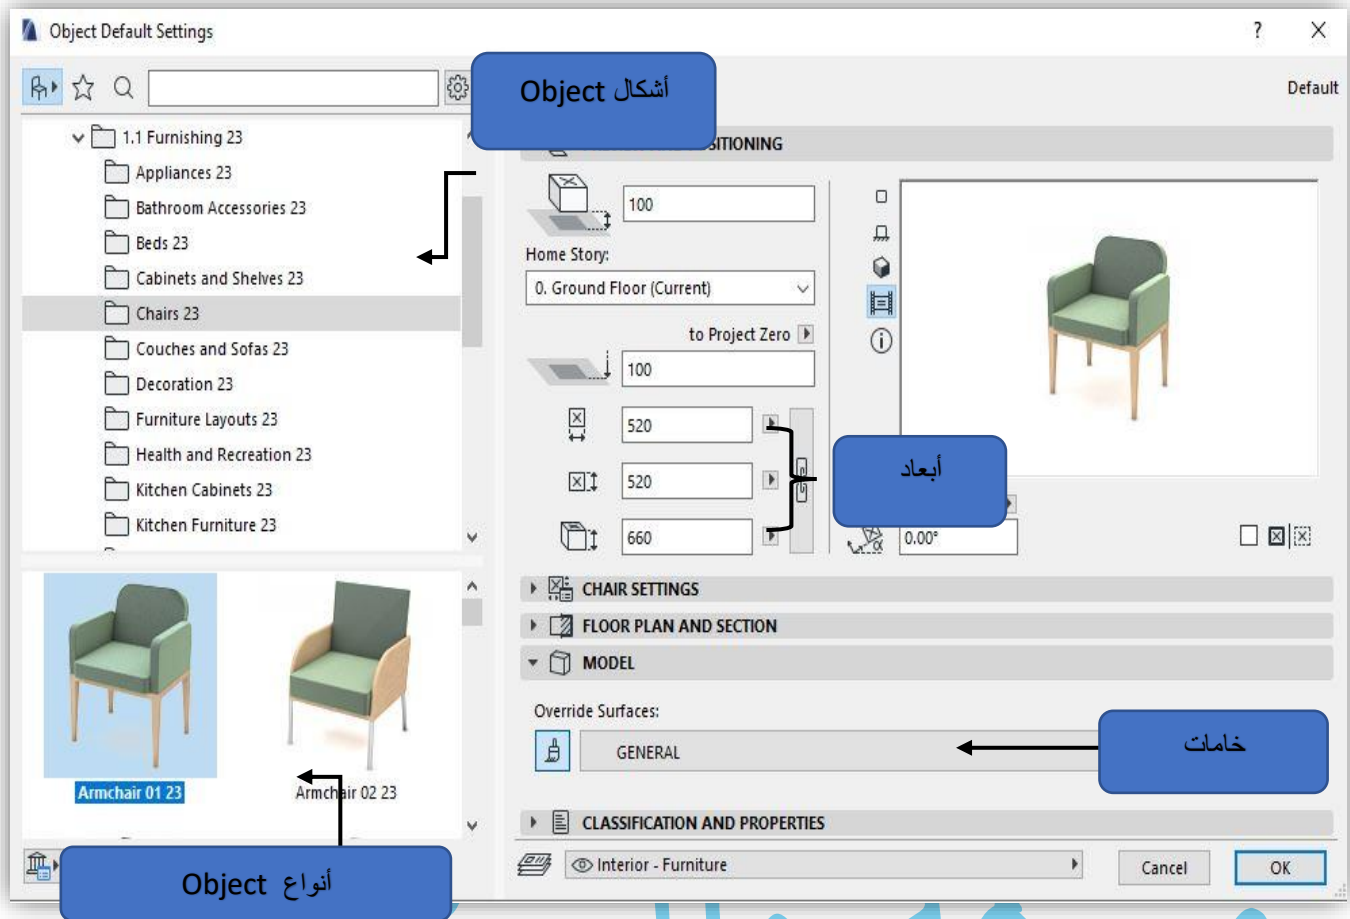 Object Default Settings
?
أشكال Object
Default
1.1 Furnishing 23
Appliances 23
Bathroom Accessories 23
Beds 23
Cabinets and Shelves 23
Chairs 23
Couches and Sofas 23
Decoration 23
Furniture Layouts 23
Health and Recreation 23
Kitchen Cabinets 23
Kitchen Furniture 23
Armchair 01 23
Armchair 02 23
أنواع Object
100
Home Story:
0. Ground Floor (Current)
to Project Zero
100
520
520
660
أبعاد
α
0.00°
CHAIR SETTINGS
FLOOR PLAN AND SECTION
MODEL
Override Surfaces:
GENERAL
خامات
CLASSIFICATION AND PROPERTIES
Interior - Furniture
Cancel
OK